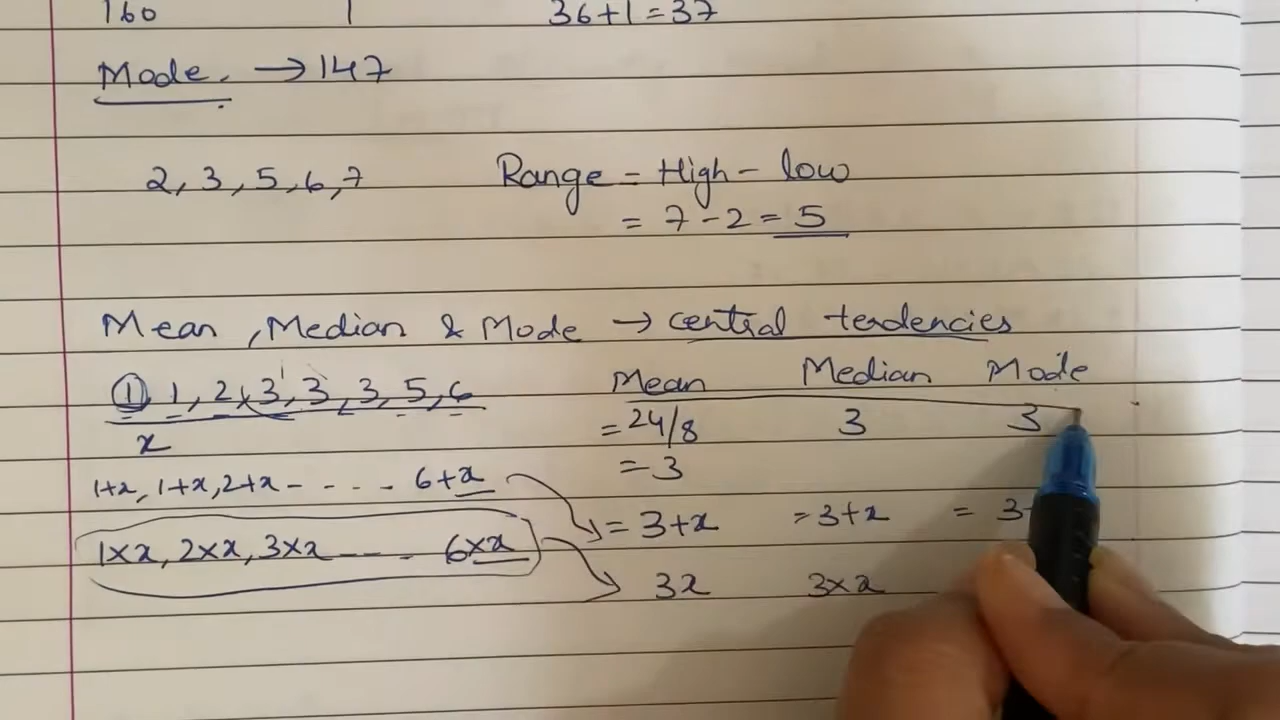 160 1 36+1=37
Mode. → 147
2, 3, 5, 6, 7 Range = High - low
= 7-2 = 5
Mean, Median & Mode → central tendencies
Mean Median Mode
① 1, 2, 3, 3, 3, 5, 6
= 24/8 3 3
x
= 3
1+x, 1+x, 2+x - - - - - 6+x
= 3+x = 3+x = 3
1×x, 2×x, 3×x - - - - 6×x
3x 3×x